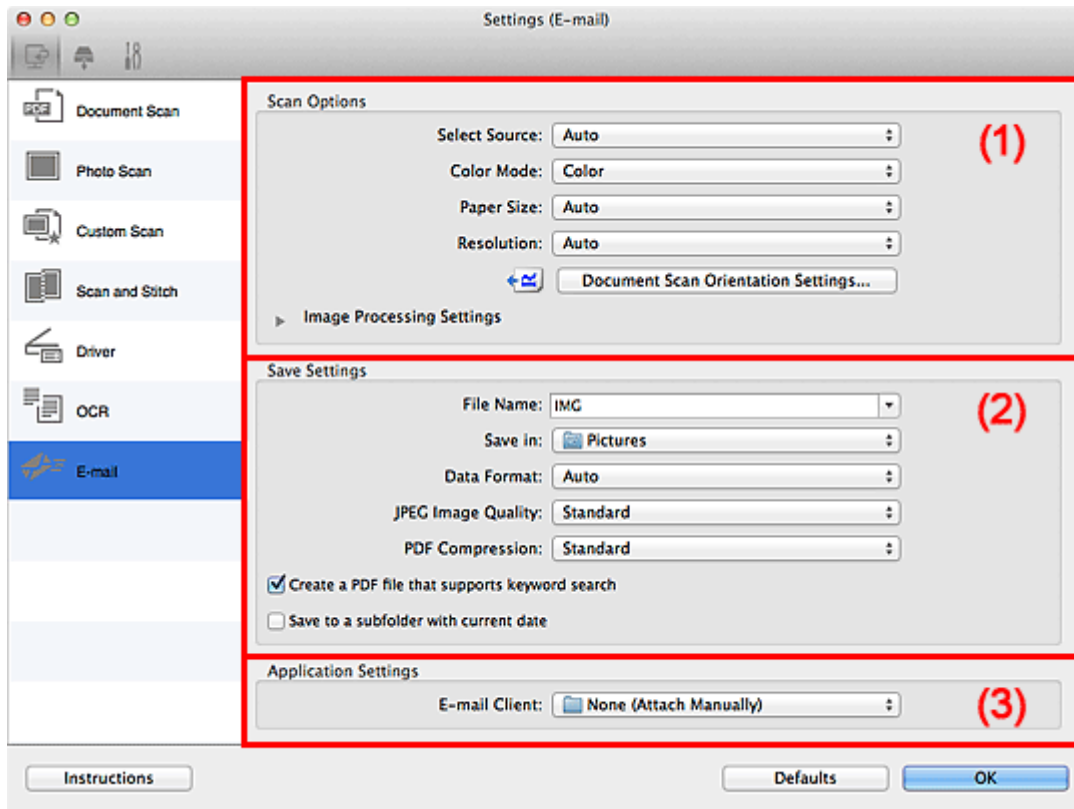 Settings (E-mail)
PDF
Document Scan
Photo Scan
Custom Scan
Scan and Stitch
Driver
OCR
E-mail
Scan Options
(1)
Select Source: Auto
Color Mode: Color
Paper Size: Auto
Resolution: Auto
Document Scan Orientation Settings...
Image Processing Settings
Save Settings
(2)
File Name: IMG
Save in: Pictures
Data Format: Auto
JPEG Image Quality: Standard
PDF Compression: Standard
Create a PDF file that supports keyword search
Save to a subfolder with current date
Application Settings
E-mail Client: None (Attach Manually)
(3)
Instructions
Defaults
OK